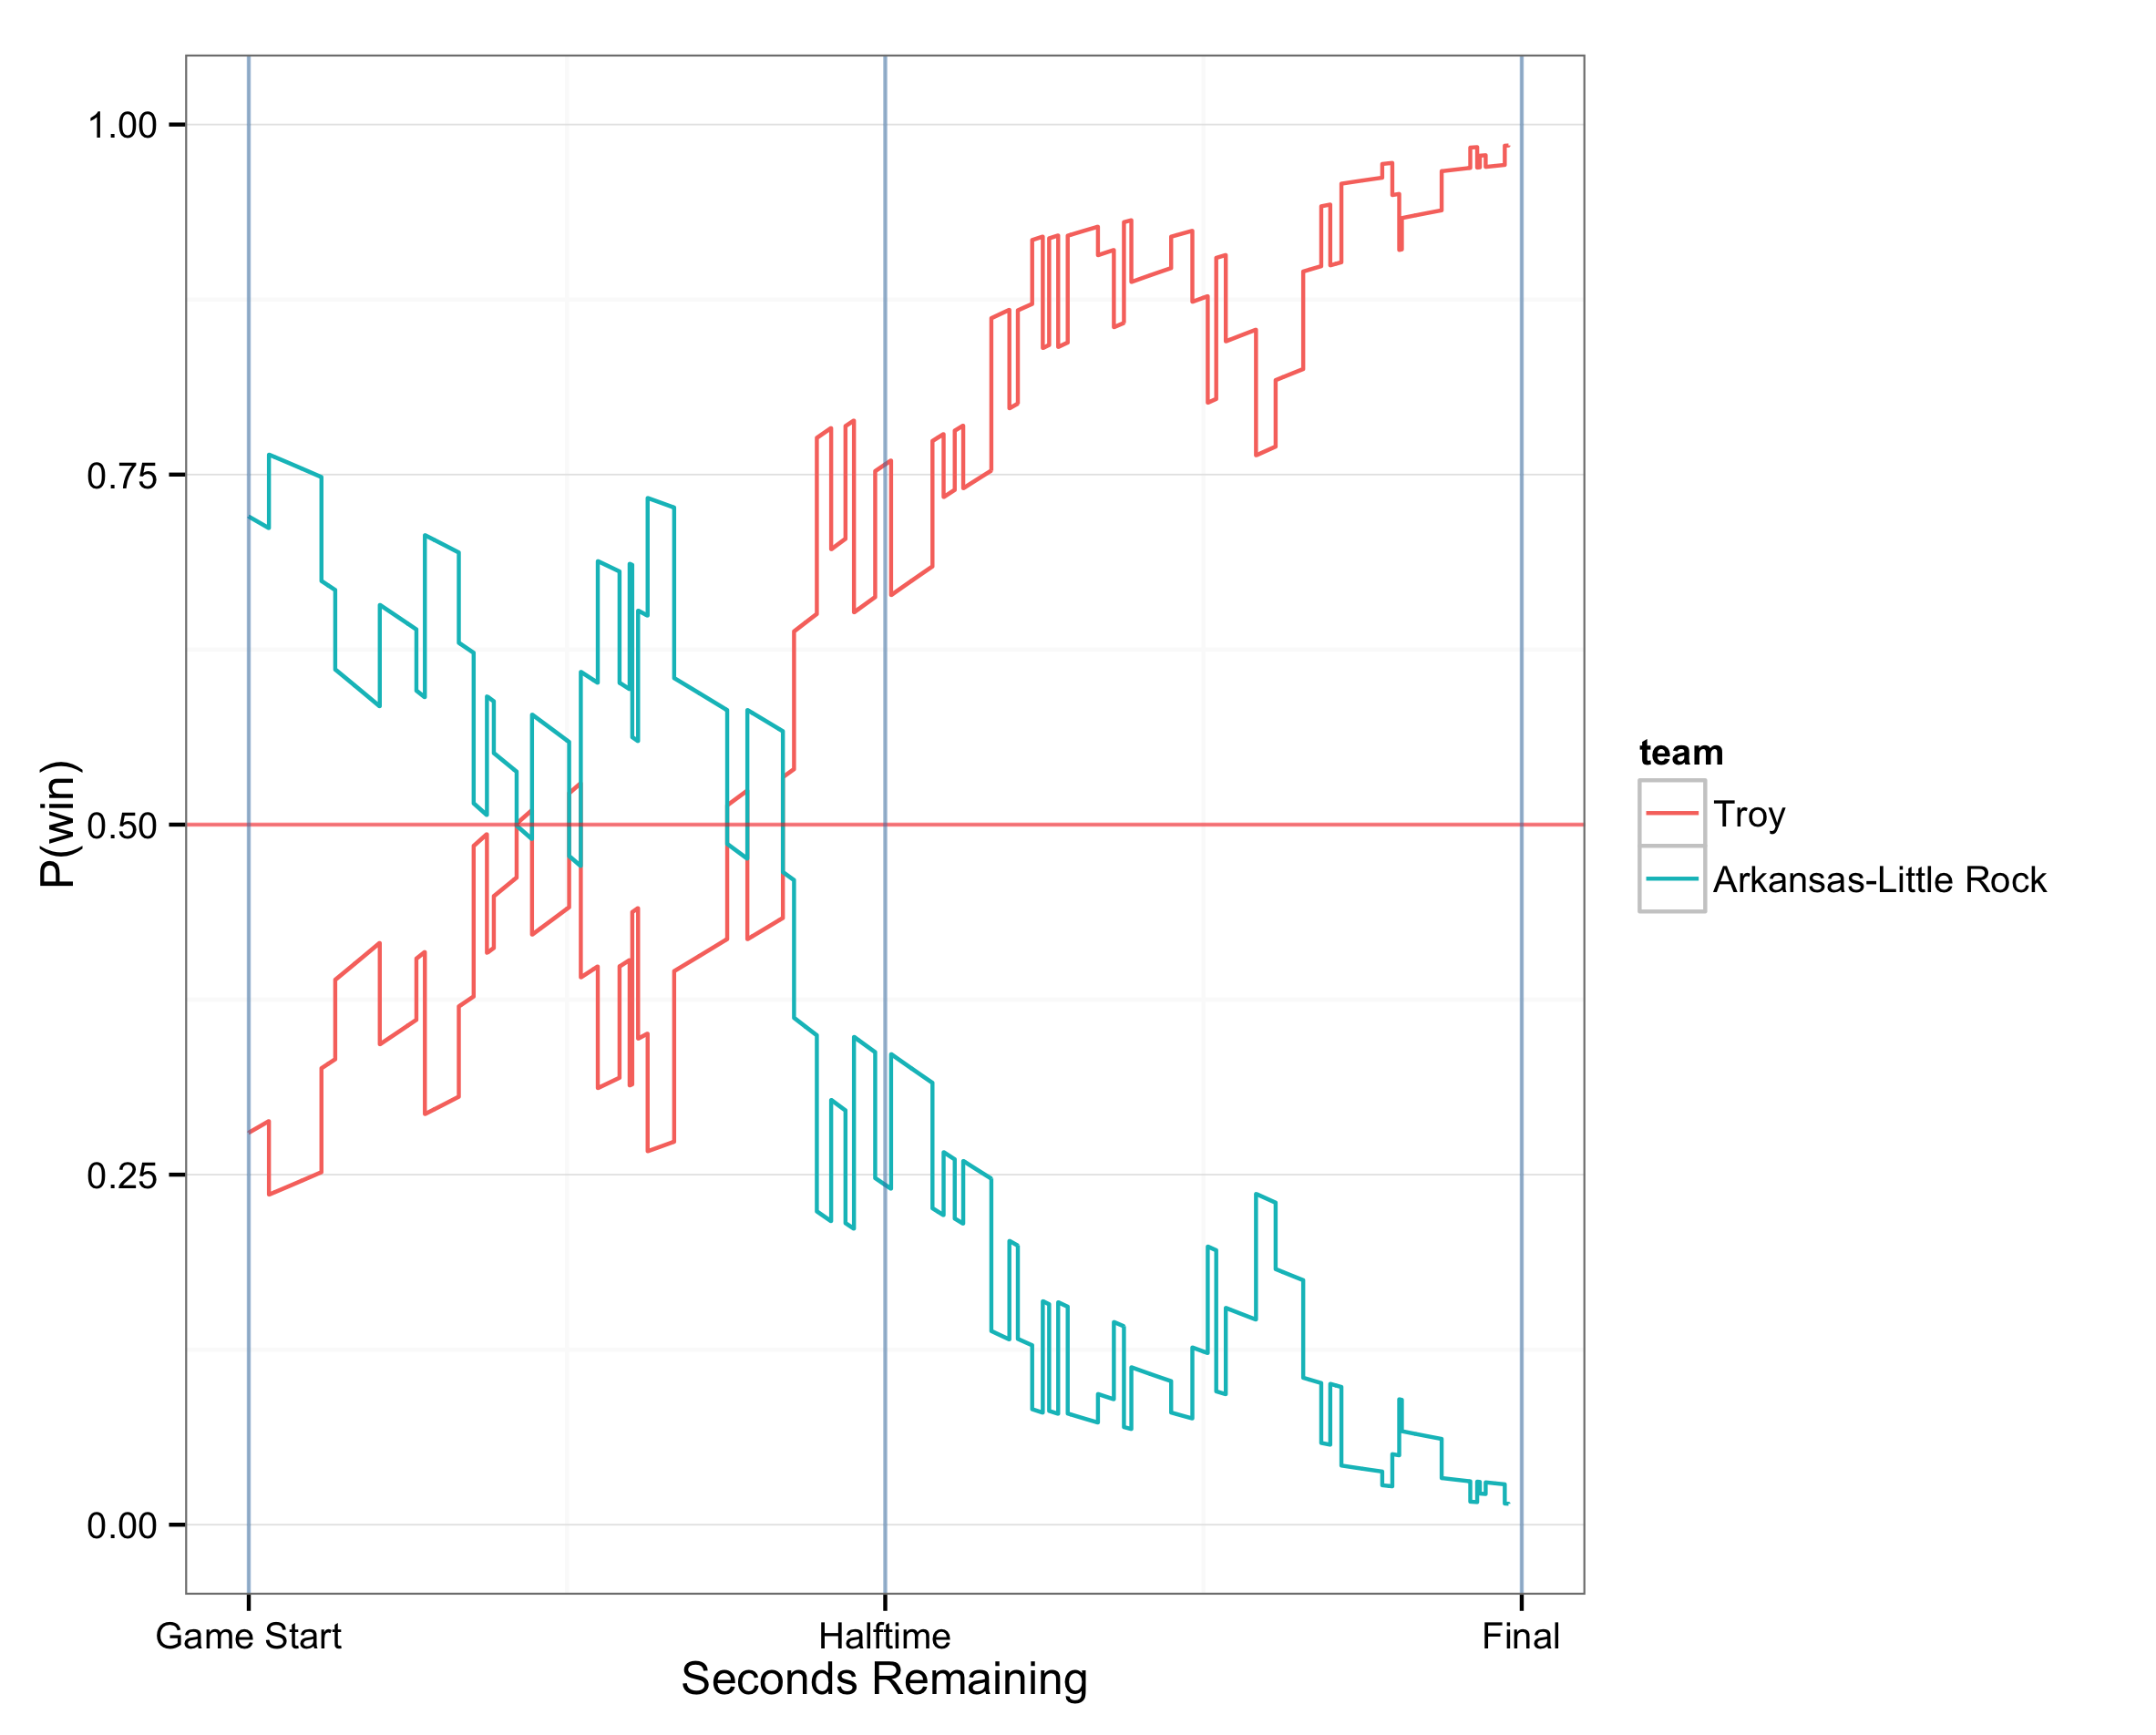 1.00
0.75
0.50
0.25
0.00
P(win)
Game Start
Halftime
Final
Seconds Remaining
team
Troy
Arkansas-Little Rock